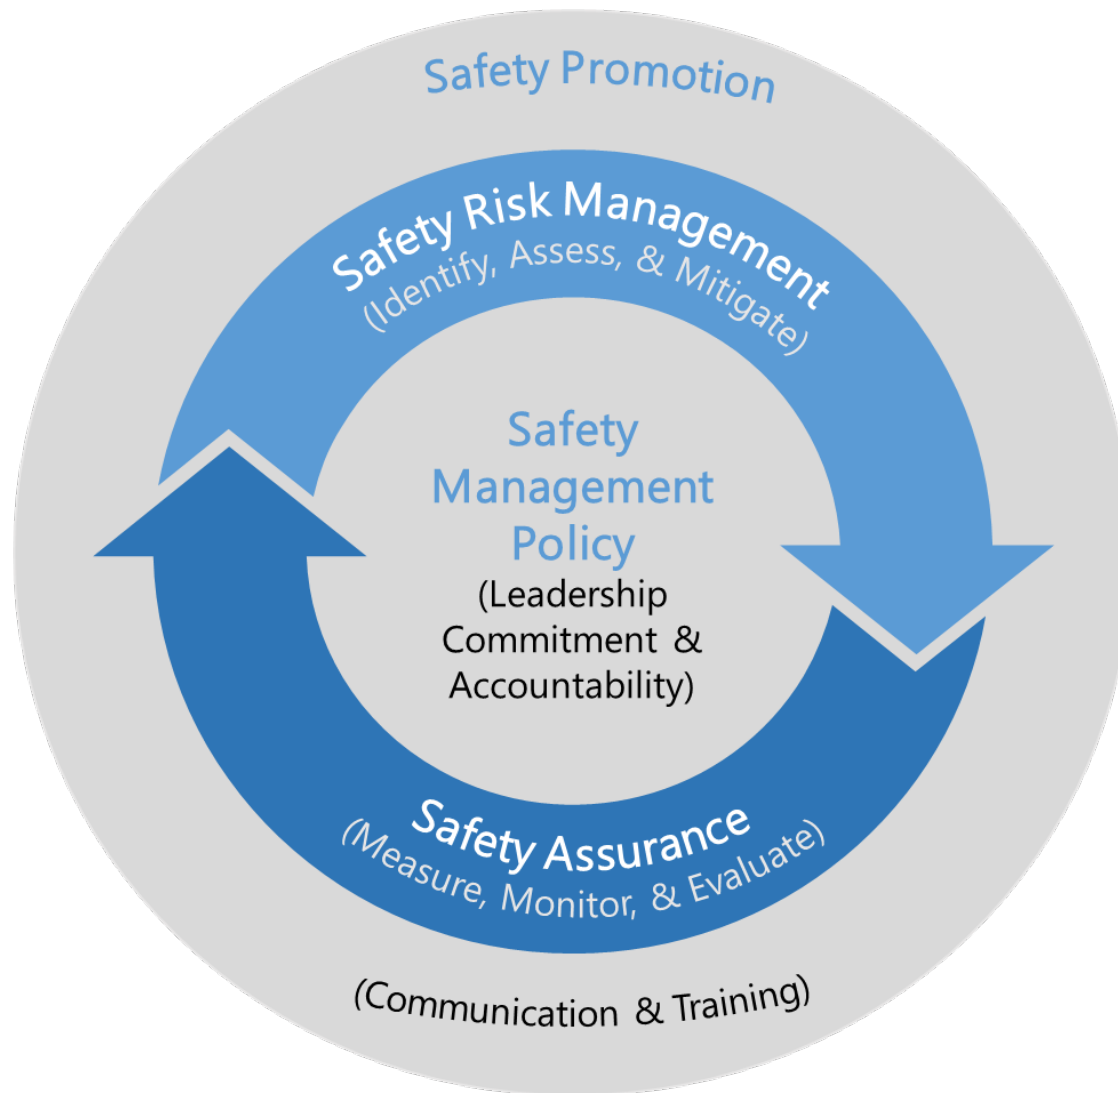 Safety Promotion
Safety Risk Management
(Identify, Assess, & Mitigate)
Safety
Management
Policy
(Leadership
Commitment &
Accountability)
Safety Assurance
(Measure, Monitor, & Evaluate)
(Communication & Training)